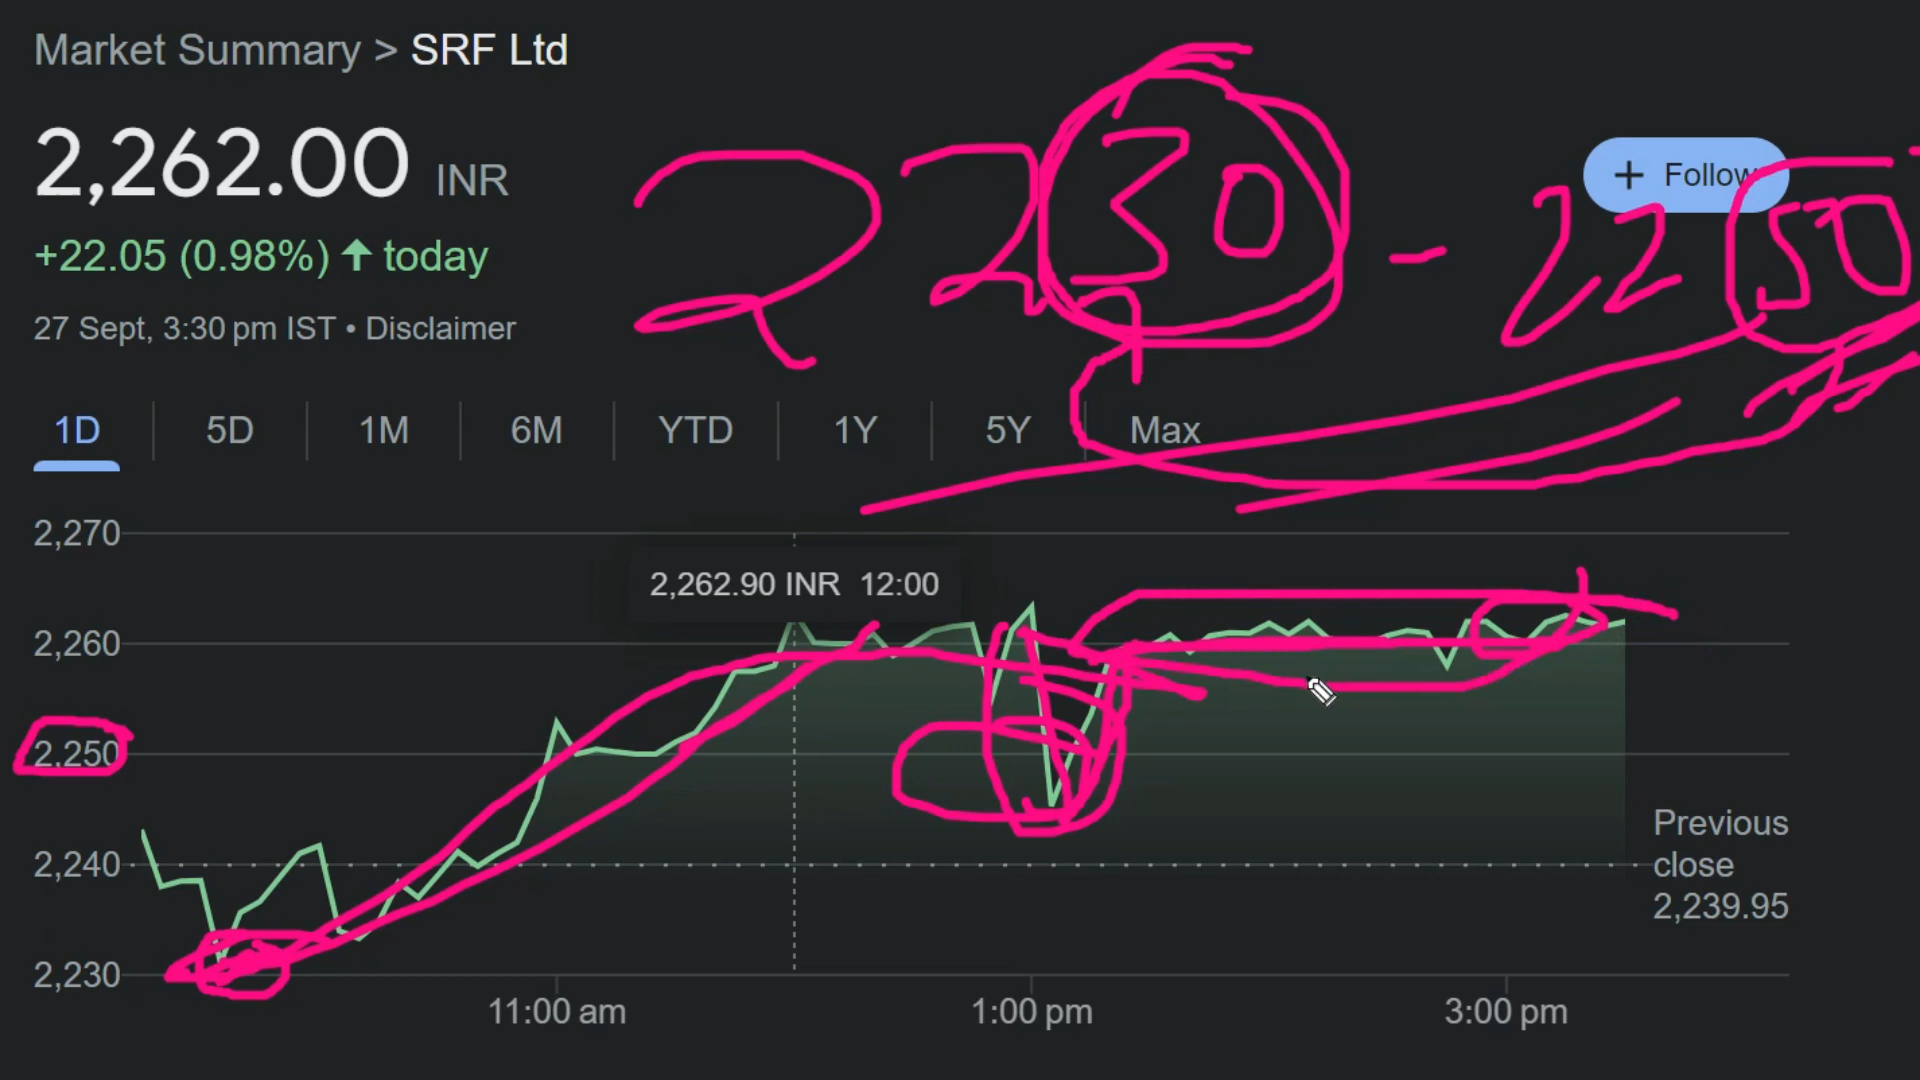 Market Summary > SRF Ltd
2,262.00 INR
+22.05 (0.98%) ↑ today
27 Sept, 3:30 pm IST • Disclaimer
2230 - 2250
+ Follow
1D 5D 1M 6M YTD 1Y 5Y Max
2,270
2,262.90 INR 12:00
2,260
2,250
2,240
2,230
Previous
close
2,239.95
11:00 am 1:00 pm 3:00 pm